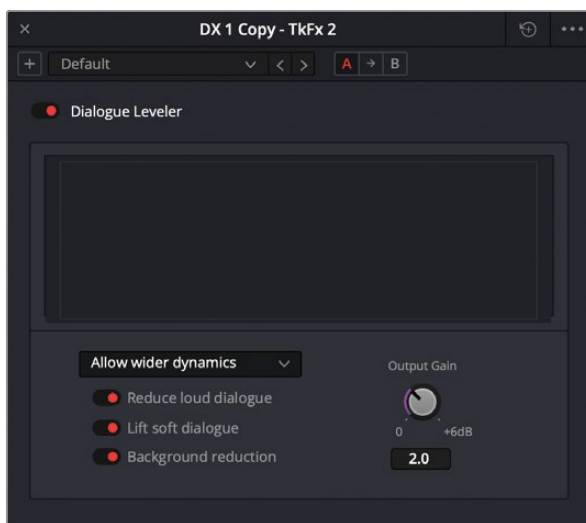 DX 1 Copy - TkFx 2
Default
A → B
Dialogue Leveler
Allow wider dynamics
Output Gain
Reduce loud dialogue
Lift soft dialogue
0 +6dB
Background reduction
2.0